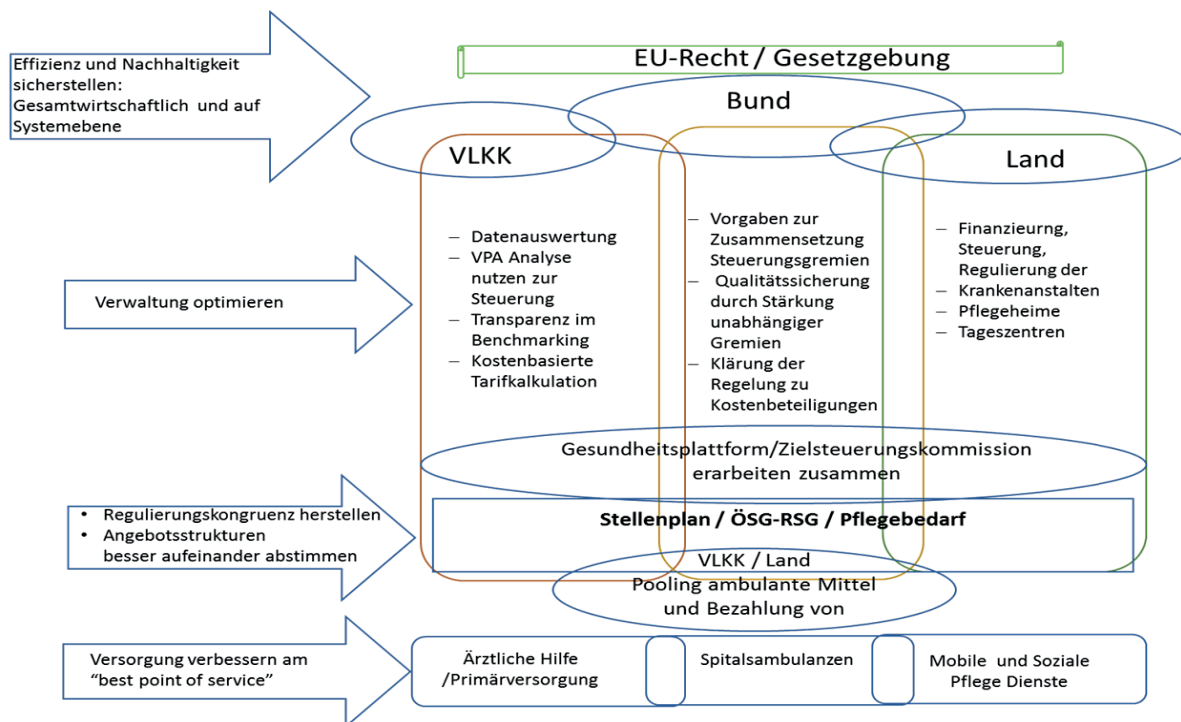 Effizienz und Nachhaltigkeit
sicherstellen:
Gesamtwirtschaftlich und auf
Systemebene
EU-Recht / Gesetzgebung
Bund
VLKK
Land
Verwaltung optimieren
– Datenauswertung
– VPA Analyse
nutzen zur
Steuerung
– Transparenz im
Benchmarking
– Kostenbasierte
Tarifkalkulation
– Vorgaben zur
Zusammensetzung
Steuerungsgremien
– Qualitätssicherung
durch Stärkung
unabhängiger
Gremien
– Klärung der
Regelung zu
Kostenbeteiligungen
– Finanzieurng,
Steuerung,
Regulierung der
– Krankenanstalten
– Pflegeheime
– Tageszentren
Gesundheitsplattform/Zielsteuerungskommission
erarbeiten zusammen
• Regulierungskongruenz herstellen
• Angebotsstrukturen
besser aufeinander abstimmen
Stellenplan / ÖSG-RSG / Pflegebedarf
VLKK / Land
Pooling ambulante Mittel
und Bezahlung von
Versorgung verbessern am
“best point of service”
Ärztliche Hilfe
/Primärversorgung
Spitalsambulanzen
Mobile und Soziale
Pflege Dienste